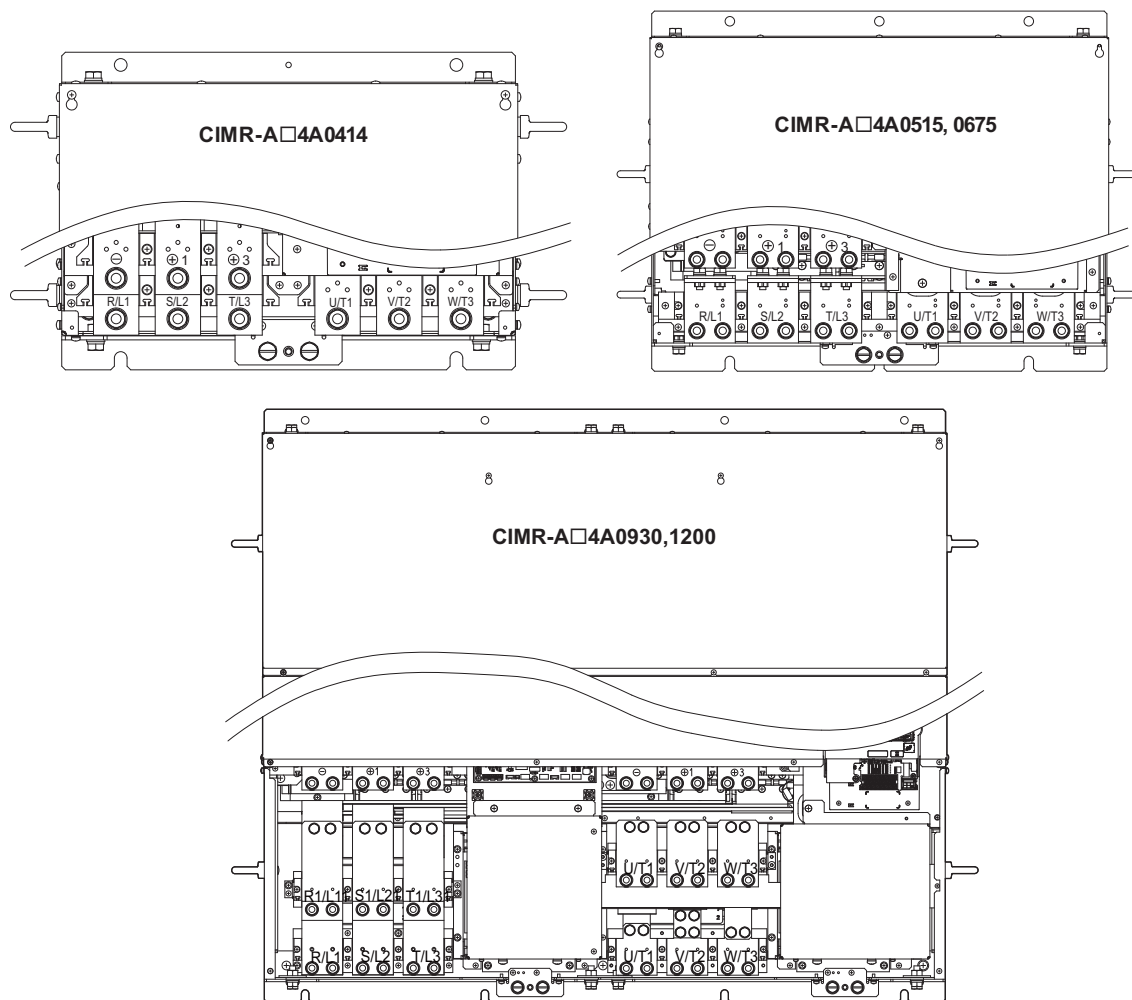 CIMR-A□4A0414
⊖ ⊕1 ⊕3
R/L1 S/L2 T/L3 U/T1 V/T2 W/T3
CIMR-A□4A0515, 0675
⊖ ⊕1 ⊕3
R/L1 S/L2 T/L3 U/T1 V/T2 W/T3
CIMR-A□4A0930,1200
⊖ ⊕1 ⊕3 ⊖ ⊕1 ⊕3
U/T1 V/T2 W/T3
R1/L11 S1/L21 T1/L31
R/L1 S/L2 T/L3 U/T1 V/T2 W/T3